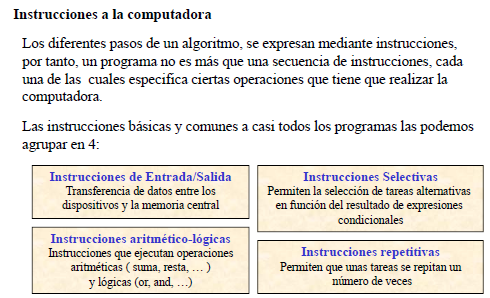 Instrucciones a la computadora
Los diferentes pasos de un algoritmo, se expresan mediante instrucciones,
por tanto, un programa no es más que una secuencia de instrucciones, cada
una de las cuales especifica ciertas operaciones que tiene que realizar la
computadora.
Las instrucciones básicas y comunes a casi todos los programas las podemos
agrupar en 4:
Instrucciones de Entrada/Salida
Transferencia de datos entre los
dispositivos y la memoria central
Instrucciones Selectivas
Permiten la selección de tareas alternativas
en función del resultado de expresiones
condicionales
Instrucciones aritmético-lógicas
Instrucciones que ejecutan operaciones
aritméticas ( suma, resta, … )
y lógicas (or, and, …)
Instrucciones repetitivas
Permiten que unas tareas se repitan un
número de veces